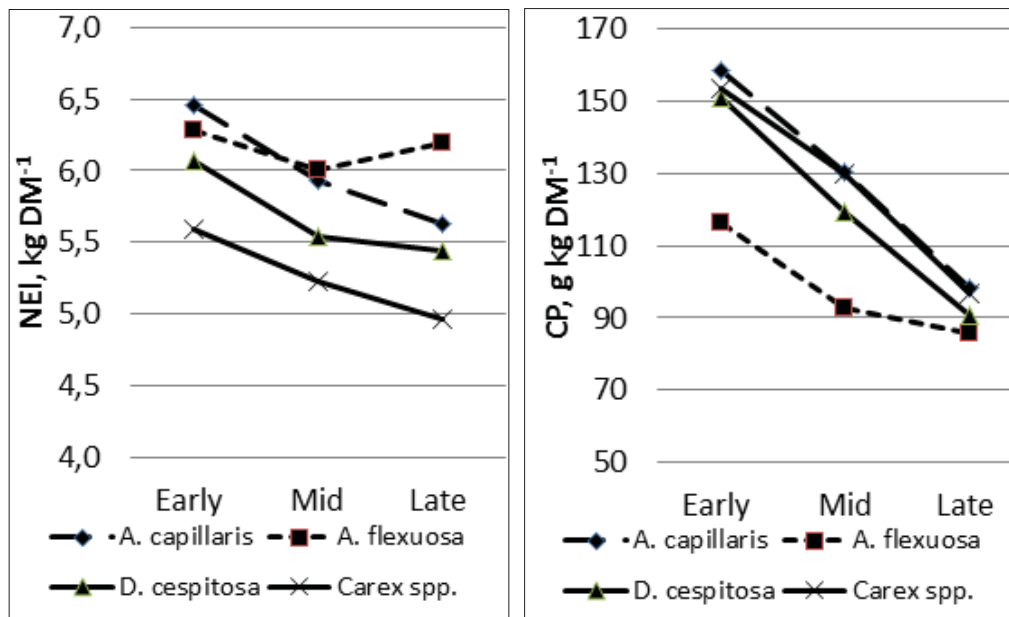 NEl, kg DM-1
7,0
6,5
6,0
5,5
5,0
4,5
4,0
Early Mid Late
A. capillaris A. flexuosa
D. cespitosa Carex spp.
CP, g kg DM-1
170
150
130
110
90
70
50
Early Mid Late
A. capillaris A. flexuosa
D. cespitosa Carex spp.